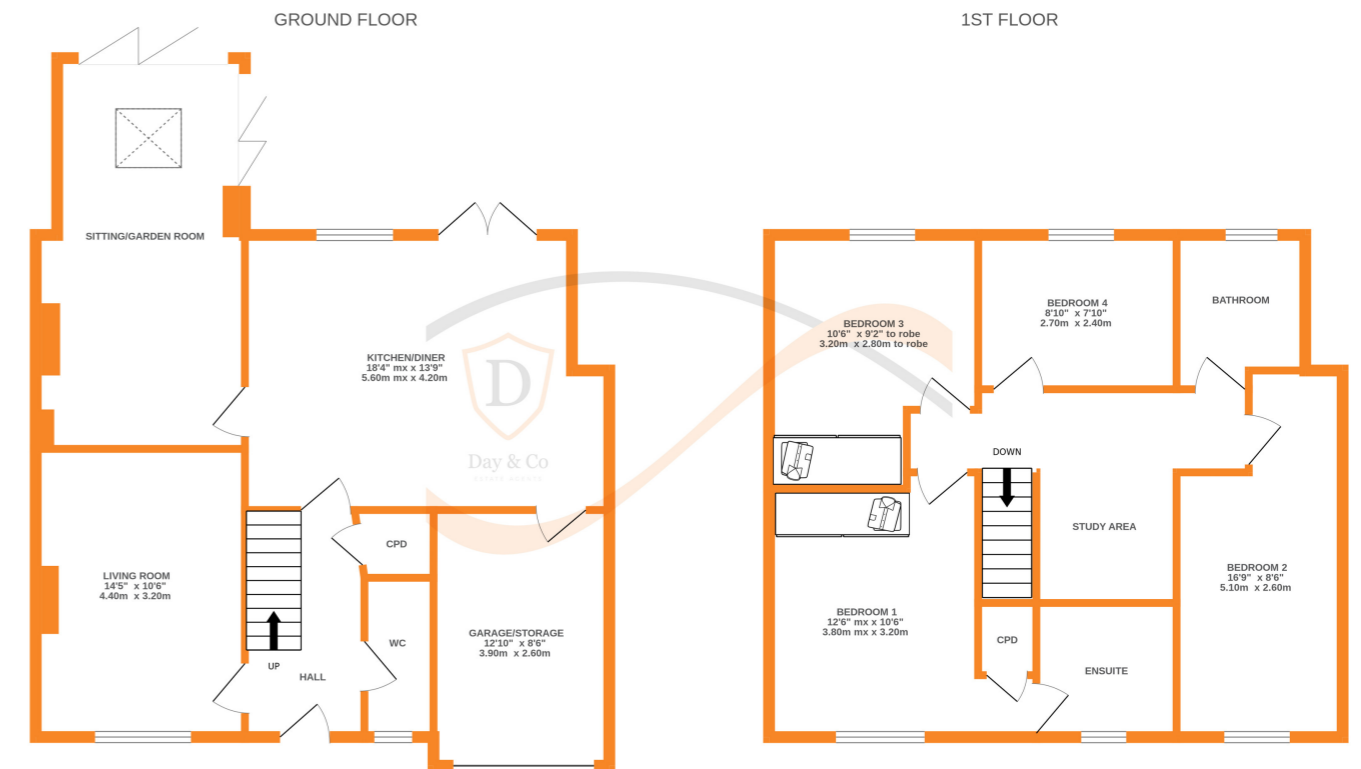 GROUND FLOOR
SITTING/GARDEN ROOM
KITCHEN/DINER
18'4" mx x 13'9"
5.60m mx x 4.20m
D
Day & Co
ESTATE AGENTS
CPD
LIVING ROOM
14'5" x 10'6"
4.40m x 3.20m
WC
GARAGE/STORAGE
12'10" x 8'6"
3.90m x 2.60m
UP
HALL
1ST FLOOR
BEDROOM 3
10'6" x 9'2" to robe
3.20m x 2.80m to robe
BEDROOM 4
8'10" x 7'10"
2.70m x 2.40m
BATHROOM
DOWN
STUDY AREA
BEDROOM 2
16'9" x 8'6"
5.10m x 2.60m
BEDROOM 1
12'6" mx x 10'6"
3.80m mx x 3.20m
CPD
ENSUITE